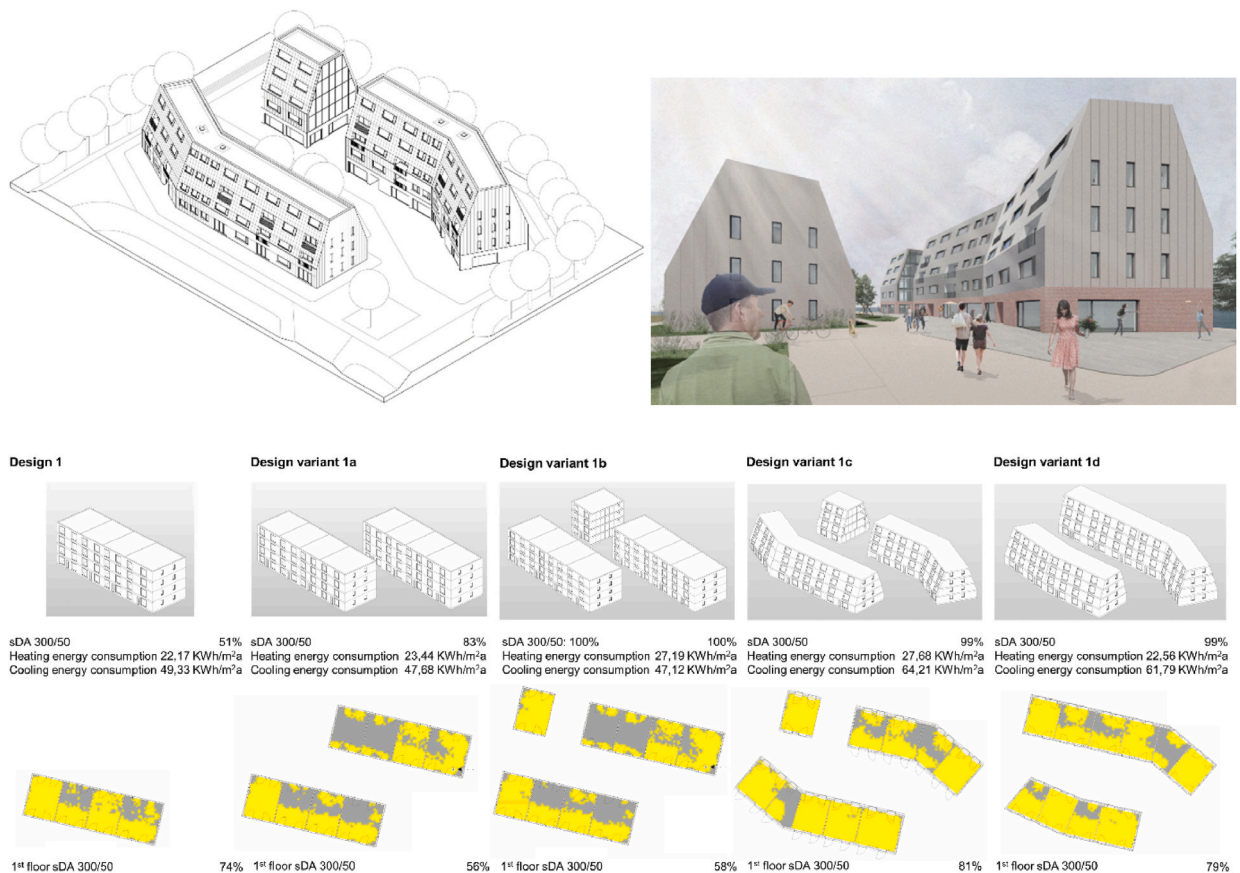 Design 1
Design variant 1a
Design variant 1b
Design variant 1c
Design variant 1d
sDA 300/50 51%
Heating energy consumption 22,17 KWh/m²a
Cooling energy consumption 49,33 KWh/m²a
sDA 300/50 83%
Heating energy consumption 23,44 KWh/m²a
Cooling energy consumption 47,68 KWh/m²a
sDA 300/50: 100% 100%
Heating energy consumption 27,19 KWh/m²a
Cooling energy consumption 47,12 KWh/m²a
sDA 300/50 99%
Heating energy consumption 27,68 KWh/m²a
Cooling energy consumption 64,21 KWh/m²a
sDA 300/50 99%
Heating energy consumption 22,56 KWh/m²a
Cooling energy consumption 61,79 KWh/m²a
1st floor sDA 300/50 74%
1st floor sDA 300/50 56%
1st floor sDA 300/50 58%
1st floor sDA 300/50 81%
1st floor sDA 300/50 79%